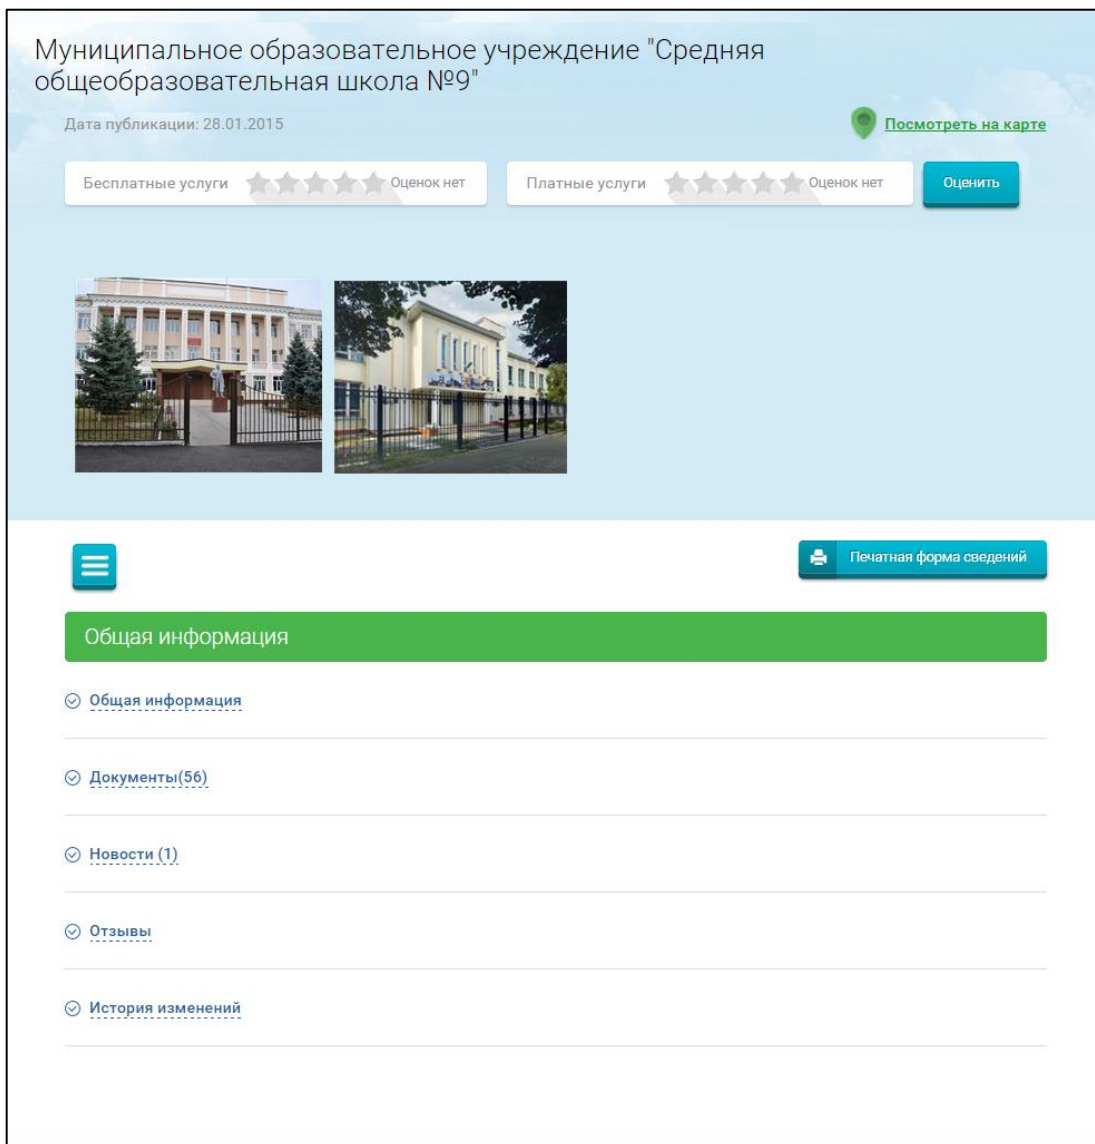 Муниципальное образовательное учреждение "Средняя
общеобразовательная школа №9"
Дата публикации: 28.01.2015
Посмотреть на карте
Бесплатные услуги Оценок нет
Платные услуги Оценок нет
Оценить
Печатная форма сведений
Общая информация
Общая информация
Документы(56)
Новости (1)
Отзывы
История изменений